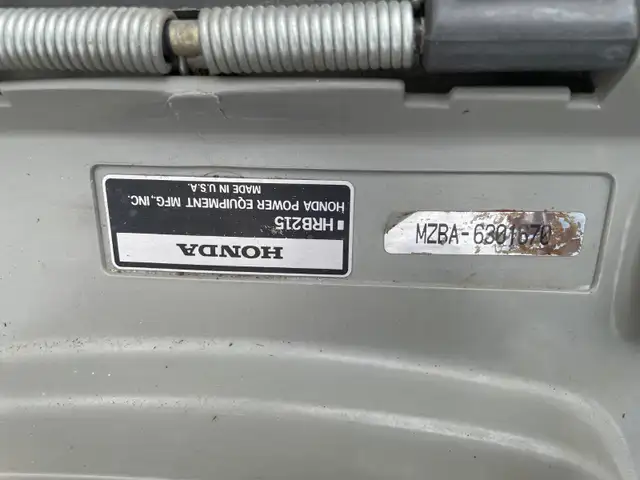 HONDA
HRB215
HONDA POWER EQUIPMENT MFG., INC.
MADE IN U.S.A.
MZBA-6301670